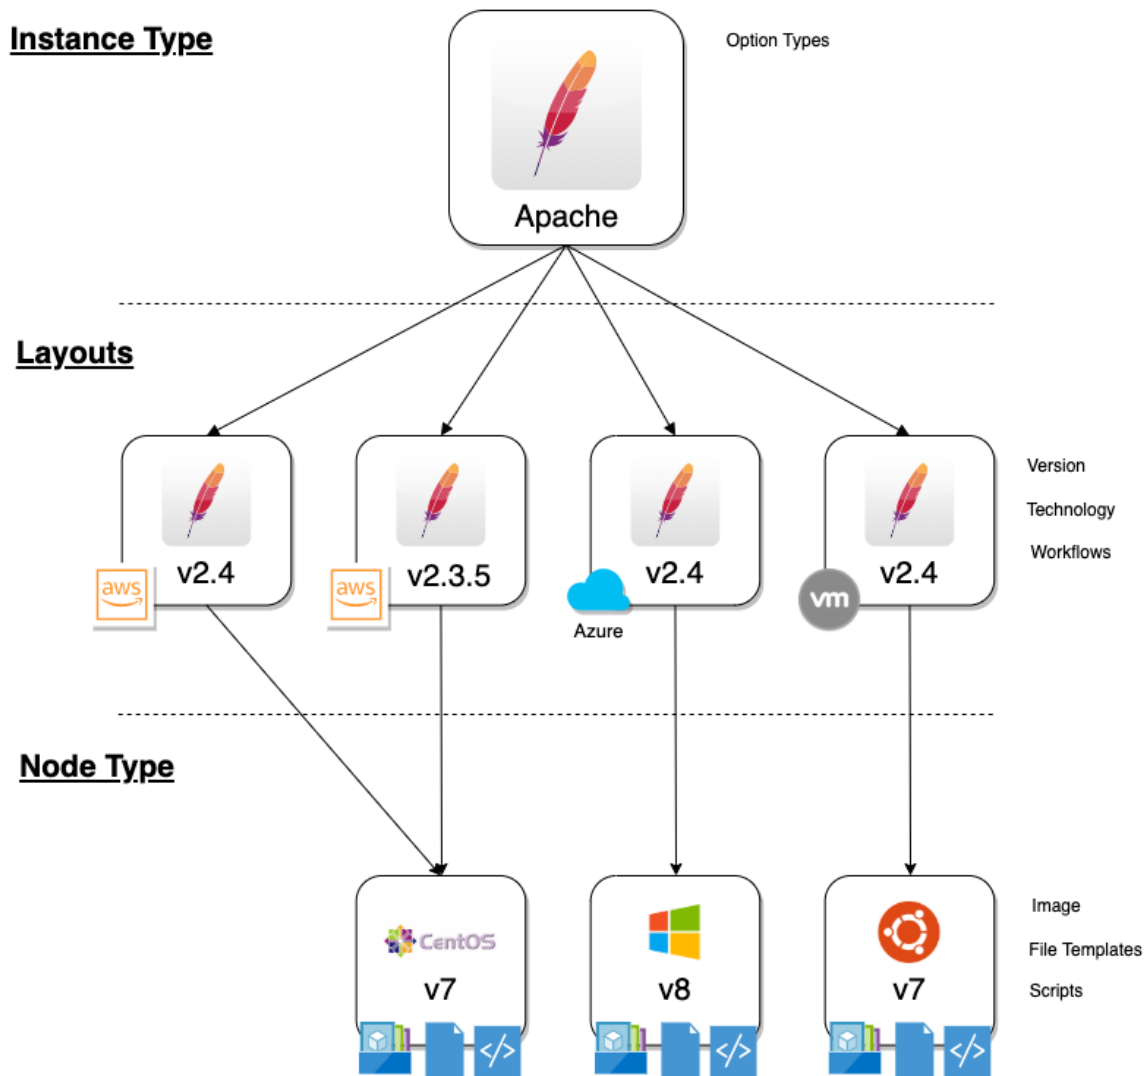 Instance Type
Option Types
Apache
Layouts
Version
Technology
Workflows
v2.4
v2.3.5
v2.4
v2.4
aws
aws
Azure
vm
Node Type
Image
File Templates
Scripts
CentOS
v7
v8
v7